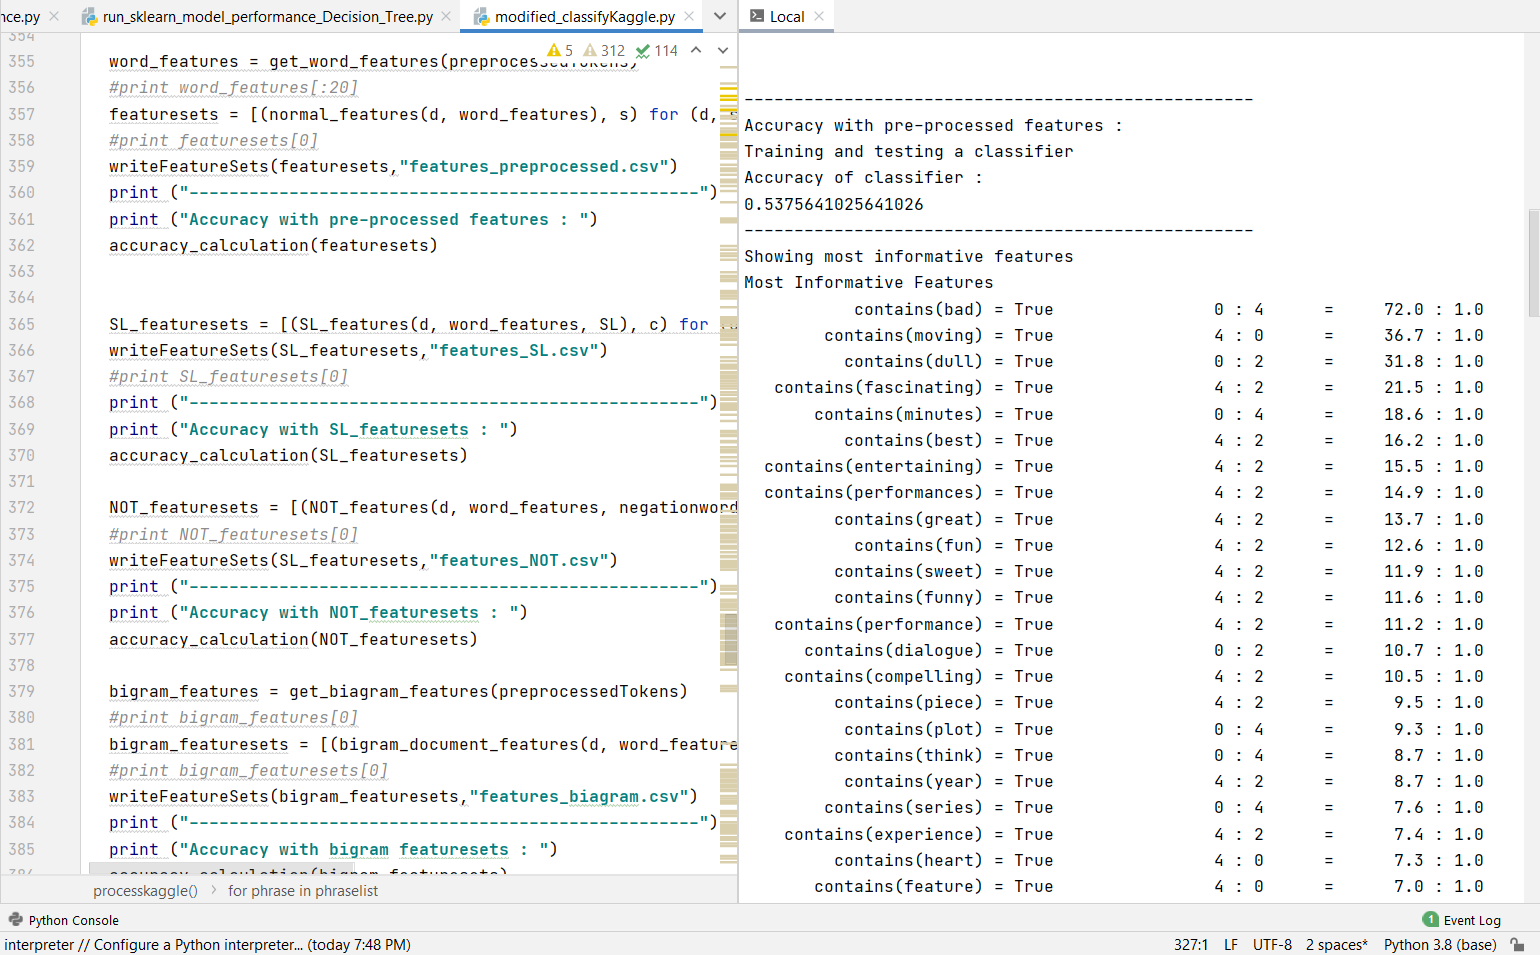 nce.py
run_sklearn_model_performance_Decision_Tree.py
modified_classifyKaggle.py
Local
5 312 114
354
355 word_features = get_word_features(preprocessedTokens)
356 #print word_features[:20]
357 featuresets = [(normal_features(d, word_features), s) for (d, s
358 #print featuresets[0]
359 writeFeatureSets(featuresets,"features_preprocessed.csv")
360 print ("---------------------------------------------------")
361 print ("Accuracy with pre-processed features : ")
362 accuracy_calculation(featuresets)
363
364
365 SL_featuresets = [(SL_features(d, word_features, SL), c) for
366 writeFeatureSets(SL_featuresets,"features_SL.csv")
367 #print SL_featuresets[0]
368 print ("---------------------------------------------------")
369 print ("Accuracy with SL_featuresets : ")
370 accuracy_calculation(SL_featuresets)
371
372 NOT_featuresets = [(NOT_features(d, word_features, negationword
373 #print NOT_featuresets[0]
374 writeFeatureSets(SL_featuresets,"features_NOT.csv")
375 print ("---------------------------------------------------")
376 print ("Accuracy with NOT_featuresets : ")
377 accuracy_calculation(NOT_featuresets)
378
379 bigram_features = get_biagram_features(preprocessedTokens)
380 #print bigram_features[0]
381 bigram_featuresets = [(bigram_document_features(d, word_feature
382 #print bigram_featuresets[0]
383 writeFeatureSets(bigram_featuresets,"features_biagram.csv")
384 print ("---------------------------------------------------")
385 print ("Accuracy with bigram featuresets : ")
accuracy_calculation(bigram_featuresets)
processkaggle() > for phrase in phraselist
---------------------------------------------------
Accuracy with pre-processed features :
Training and testing a classifier
Accuracy of classifier :
0.5375641025641026
---------------------------------------------------
Showing most informative features
Most Informative Features
contains(bad) = True 0 : 4 = 72.0 : 1.0
contains(moving) = True 4 : 0 = 36.7 : 1.0
contains(dull) = True 0 : 2 = 31.8 : 1.0
contains(fascinating) = True 4 : 2 = 21.5 : 1.0
contains(minutes) = True 0 : 4 = 18.6 : 1.0
contains(best) = True 4 : 2 = 16.2 : 1.0
contains(entertaining) = True 4 : 2 = 15.5 : 1.0
contains(performances) = True 4 : 2 = 14.9 : 1.0
contains(great) = True 4 : 2 = 13.7 : 1.0
contains(fun) = True 4 : 2 = 12.6 : 1.0
contains(sweet) = True 4 : 2 = 11.9 : 1.0
contains(funny) = True 4 : 2 = 11.6 : 1.0
contains(performance) = True 4 : 2 = 11.2 : 1.0
contains(dialogue) = True 0 : 2 = 10.7 : 1.0
contains(compelling) = True 4 : 2 = 10.5 : 1.0
contains(piece) = True 4 : 2 = 9.5 : 1.0
contains(plot) = True 0 : 4 = 9.3 : 1.0
contains(think) = True 0 : 4 = 8.7 : 1.0
contains(year) = True 4 : 2 = 8.7 : 1.0
contains(series) = True 0 : 4 = 7.6 : 1.0
contains(experience) = True 4 : 2 = 7.4 : 1.0
contains(heart) = True 4 : 0 = 7.3 : 1.0
contains(feature) = True 4 : 0 = 7.0 : 1.0
Python Console
1 Event Log
interpreter // Configure a Python interpreter... (today 7:48 PM)
327:1 LF UTF-8 2 spaces* Python 3.8 (base)